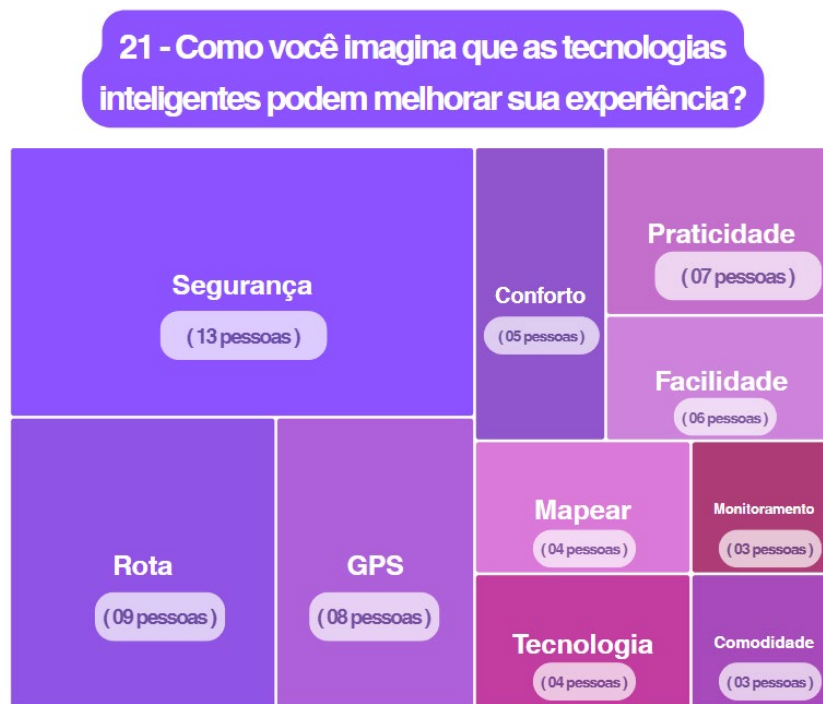 21 - Como você imagina que as tecnologias
inteligentes podem melhorar sua experiência?
Segurança
( 13 pessoas )
Conforto
( 05 pessoas )
Praticidade
( 07 pessoas )
Facilidade
( 06 pessoas )
Rota
( 09 pessoas )
GPS
( 08 pessoas )
Mapear
( 04 pessoas )
Monitoramento
( 03 pessoas )
Tecnologia
( 04 pessoas )
Comodidade
( 03 pessoas )